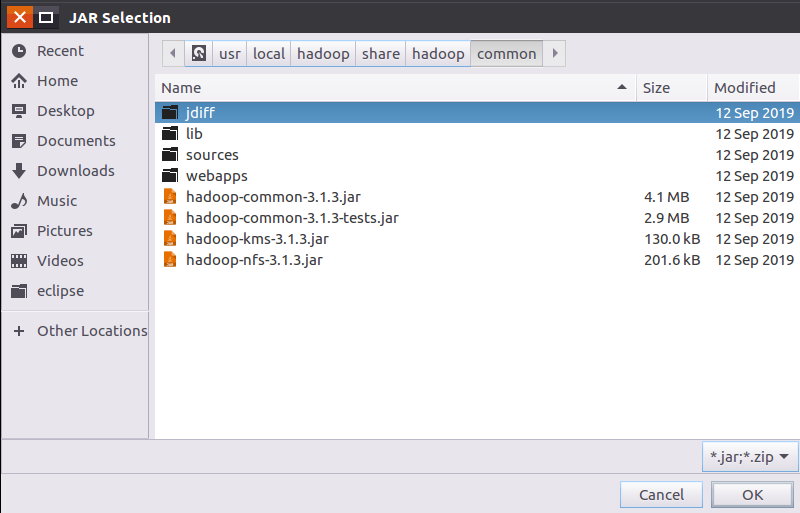 JAR Selection
Recent
Home
Desktop
Documents
Downloads
Music
Pictures
Videos
eclipse
+ Other Locations
usr local hadoop share hadoop common
Name Size Modified
jdiff 12 Sep 2019
lib 12 Sep 2019
sources 12 Sep 2019
webapps 12 Sep 2019
hadoop-common-3.1.3.jar 4.1 MB 12 Sep 2019
hadoop-common-3.1.3-tests.jar 2.9 MB 12 Sep 2019
hadoop-kms-3.1.3.jar 130.0 kB 12 Sep 2019
hadoop-nfs-3.1.3.jar 201.6 kB 12 Sep 2019
*.jar;*.zip
Cancel OK